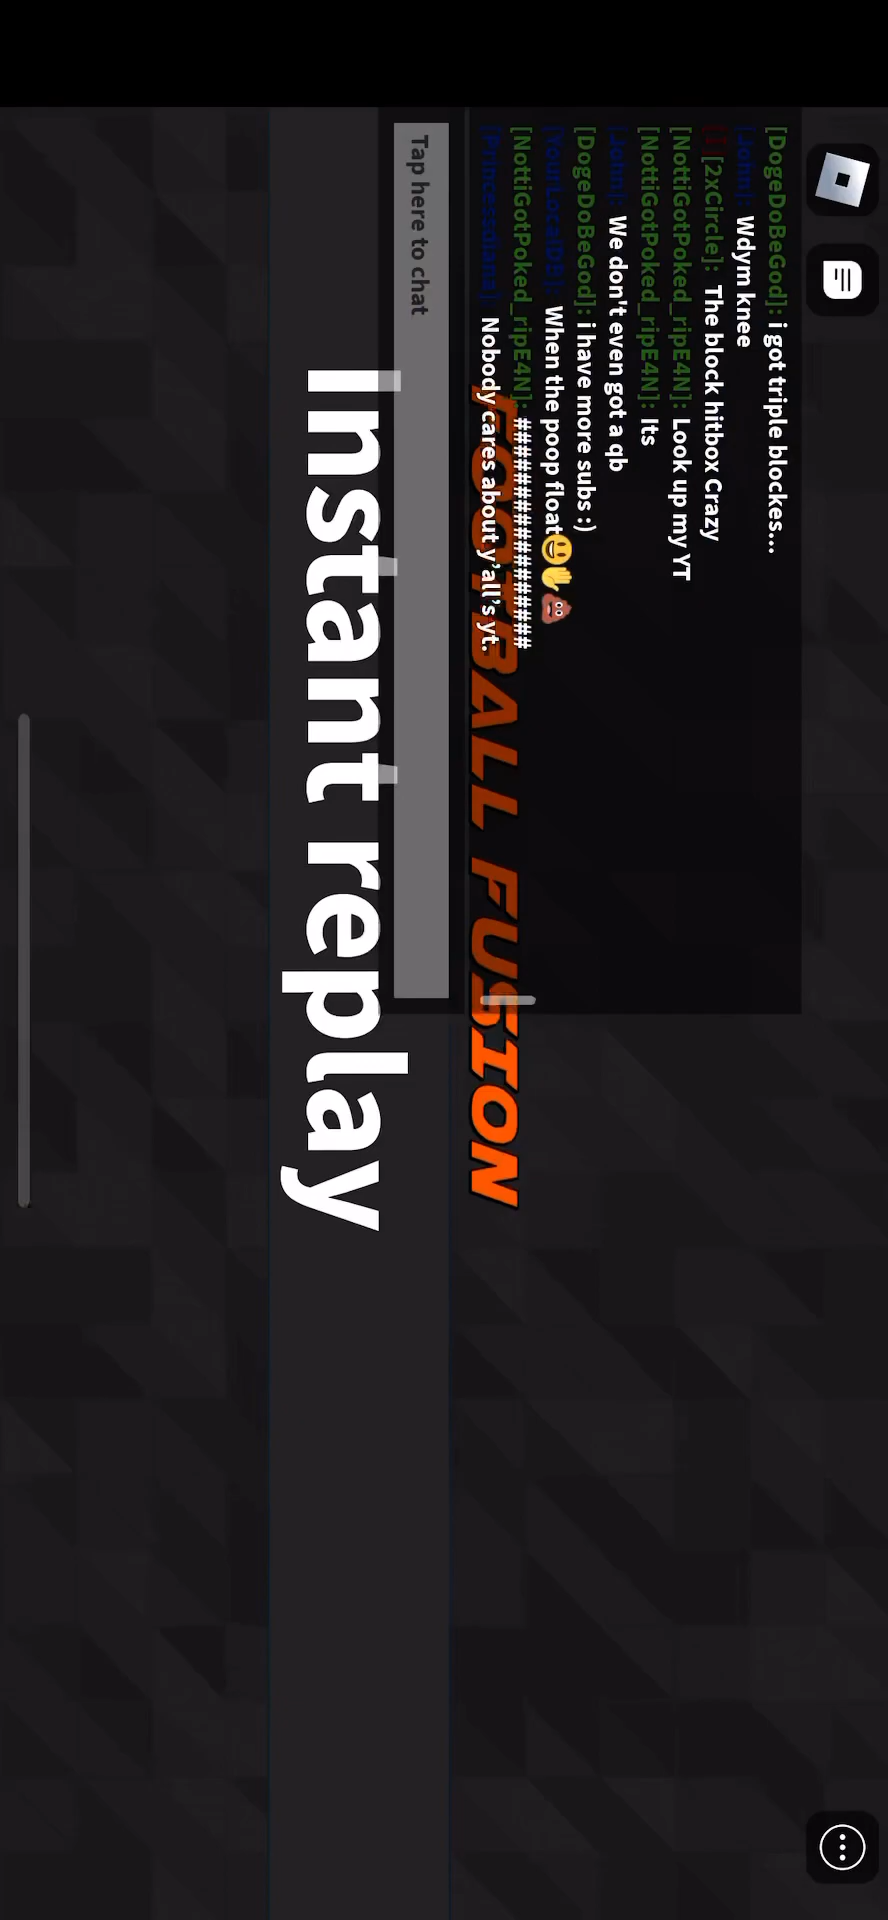 [DogeDoBeGod]: i got triple blockes...
[John]: Wdym knee
[2xCircle]: The block hitbox Crazy
[NottiGotPoked_ripE4N]: Look up my YT
[NottiGotPoked_ripE4N]: Its
[John]: We don't even got a qb
[DogeDoBeGod]: i have more subs :)
[YourLocalDB]: When the poop float😃✋💩
[NottiGotPoked_ripE4N]: ####################
[Princessdiana]: Nobody cares about y'all's yt.
FOOTBALL FUSION
Tap here to chat
instant replay